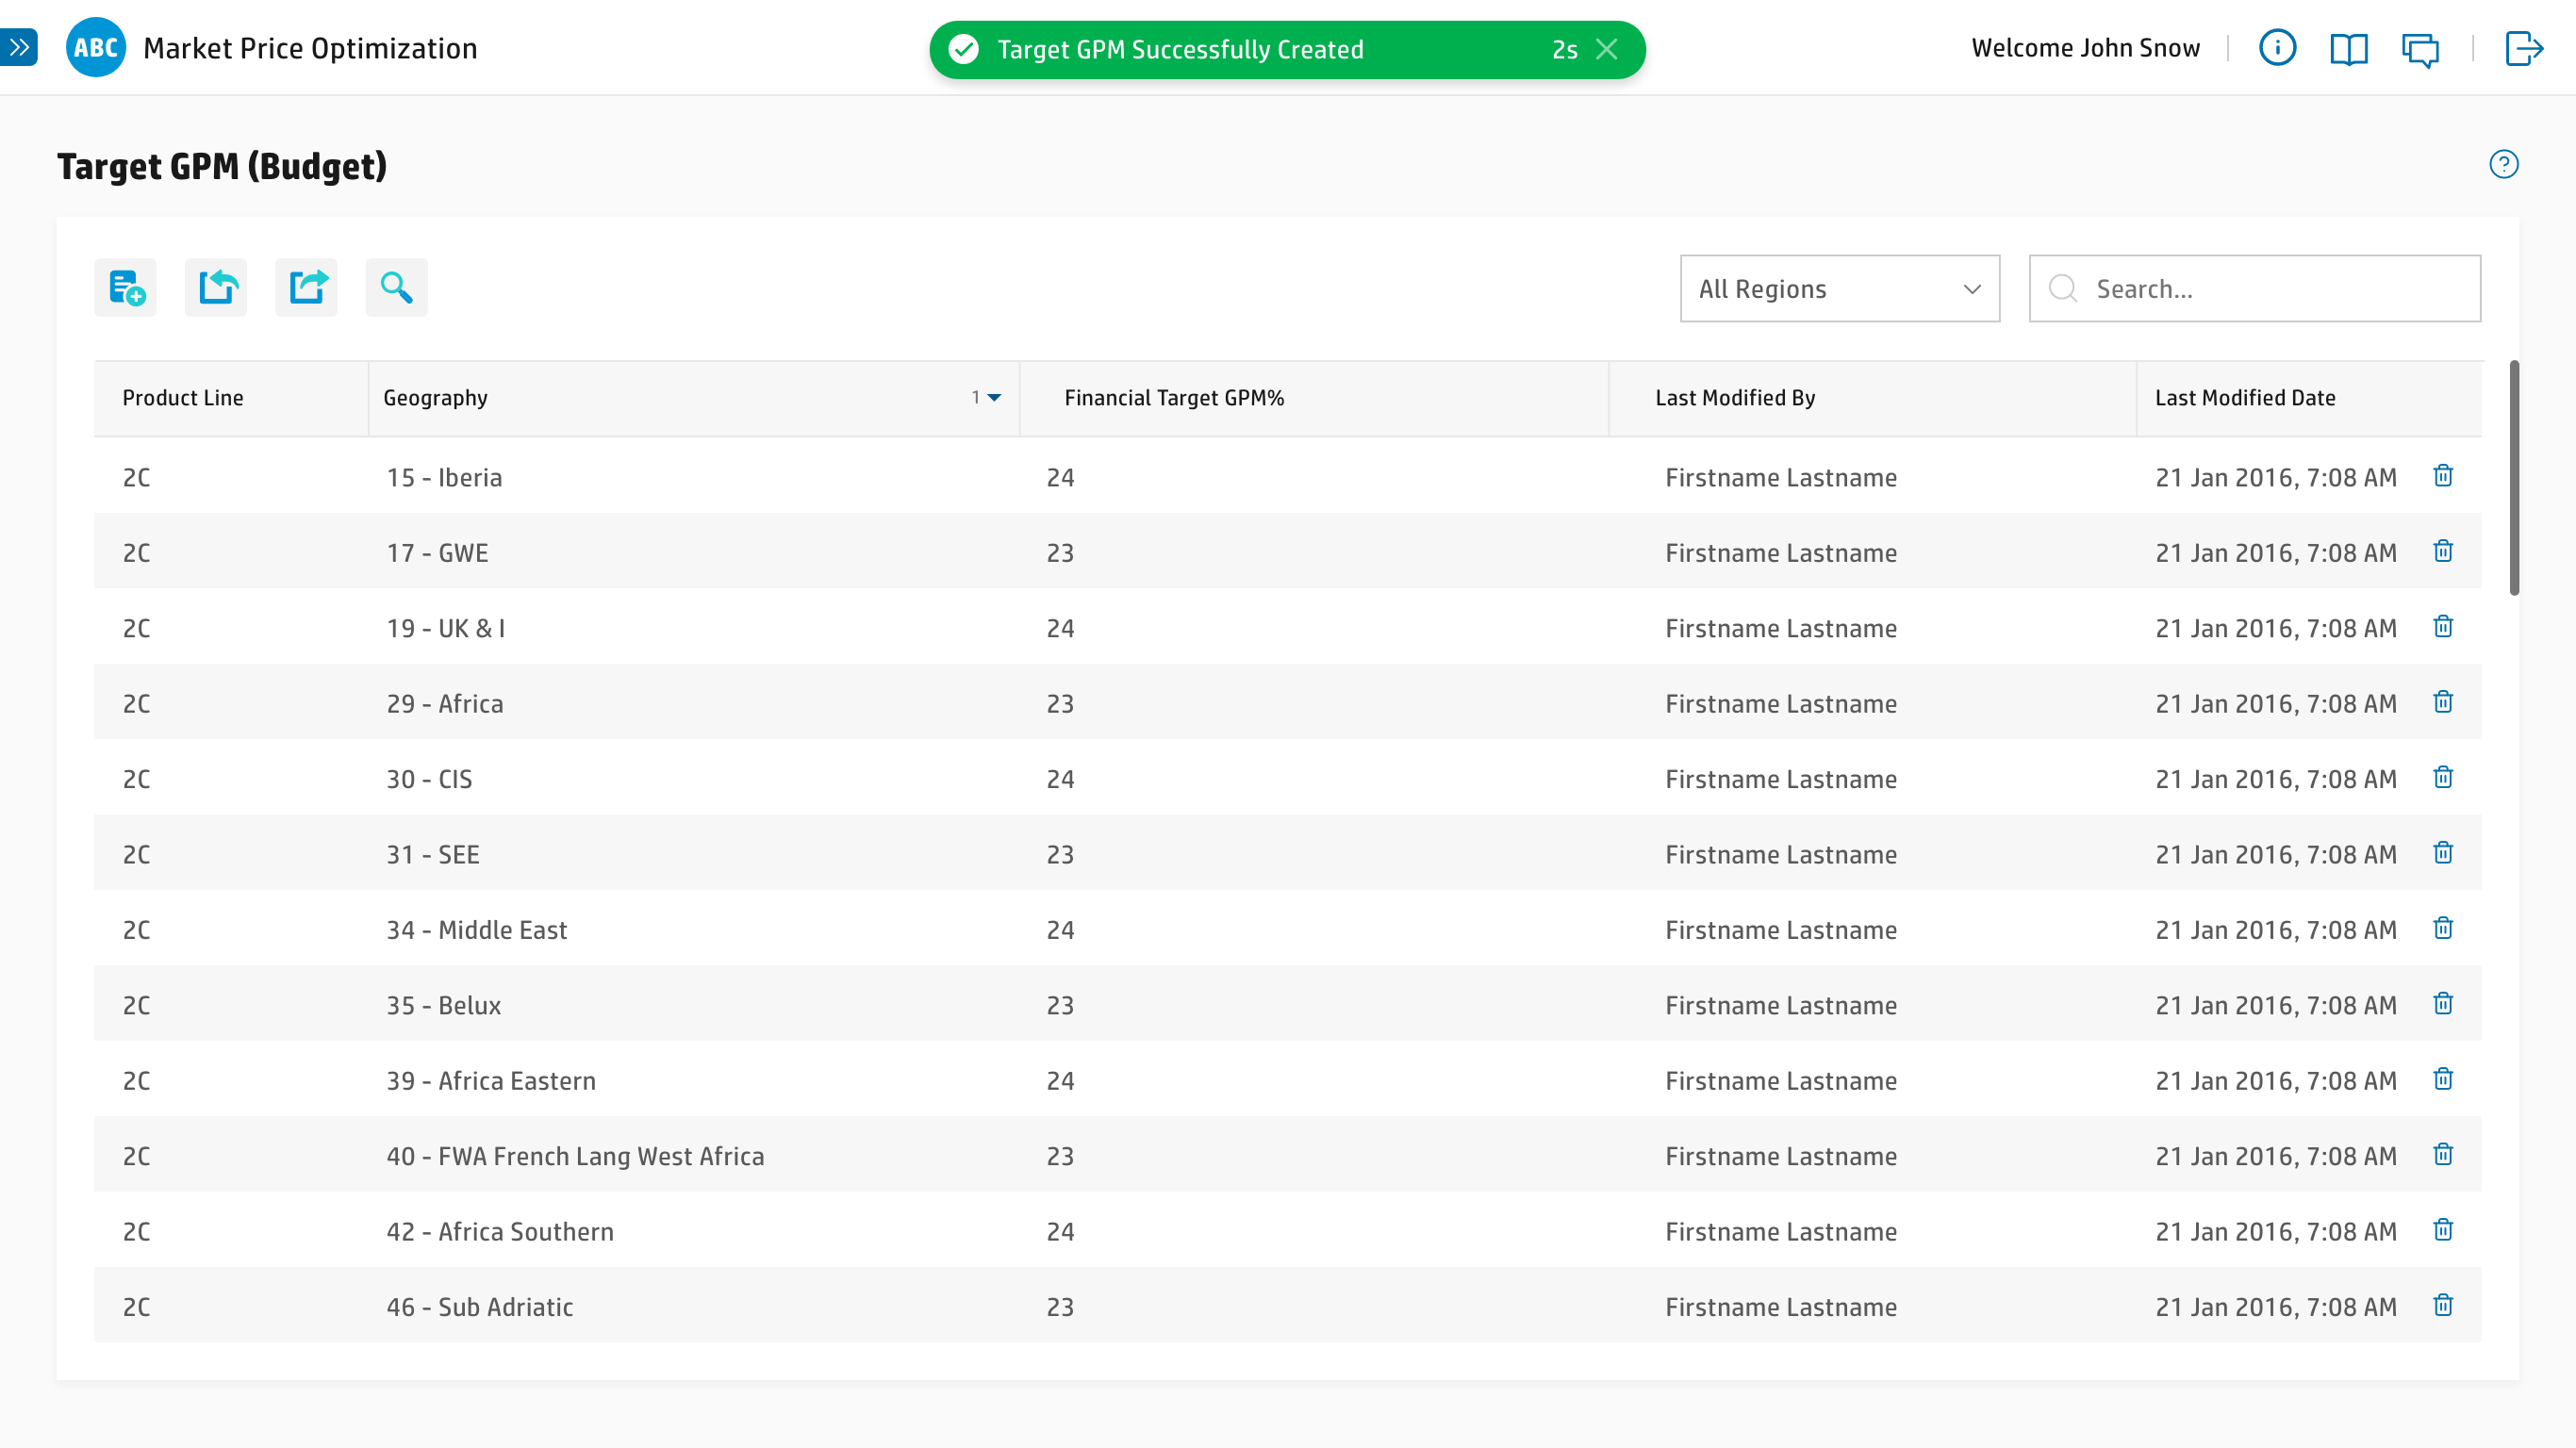 ABC Market Price Optimization
Target GPM Successfully Created 2s
Welcome John Snow
Target GPM (Budget)
All Regions
Search...
Product Line Geography 1 Financial Target GPM% Last Modified By Last Modified Date
2C 15 - Iberia 24 Firstname Lastname 21 Jan 2016, 7:08 AM
2C 17 - GWE 23 Firstname Lastname 21 Jan 2016, 7:08 AM
2C 19 - UK & I 24 Firstname Lastname 21 Jan 2016, 7:08 AM
2C 29 - Africa 23 Firstname Lastname 21 Jan 2016, 7:08 AM
2C 30 - CIS 24 Firstname Lastname 21 Jan 2016, 7:08 AM
2C 31 - SEE 23 Firstname Lastname 21 Jan 2016, 7:08 AM
2C 34 - Middle East 24 Firstname Lastname 21 Jan 2016, 7:08 AM
2C 35 - Belux 23 Firstname Lastname 21 Jan 2016, 7:08 AM
2C 39 - Africa Eastern 24 Firstname Lastname 21 Jan 2016, 7:08 AM
2C 40 - FWA French Lang West Africa 23 Firstname Lastname 21 Jan 2016, 7:08 AM
2C 42 - Africa Southern 24 Firstname Lastname 21 Jan 2016, 7:08 AM
2C 46 - Sub Adriatic 23 Firstname Lastname 21 Jan 2016, 7:08 AM